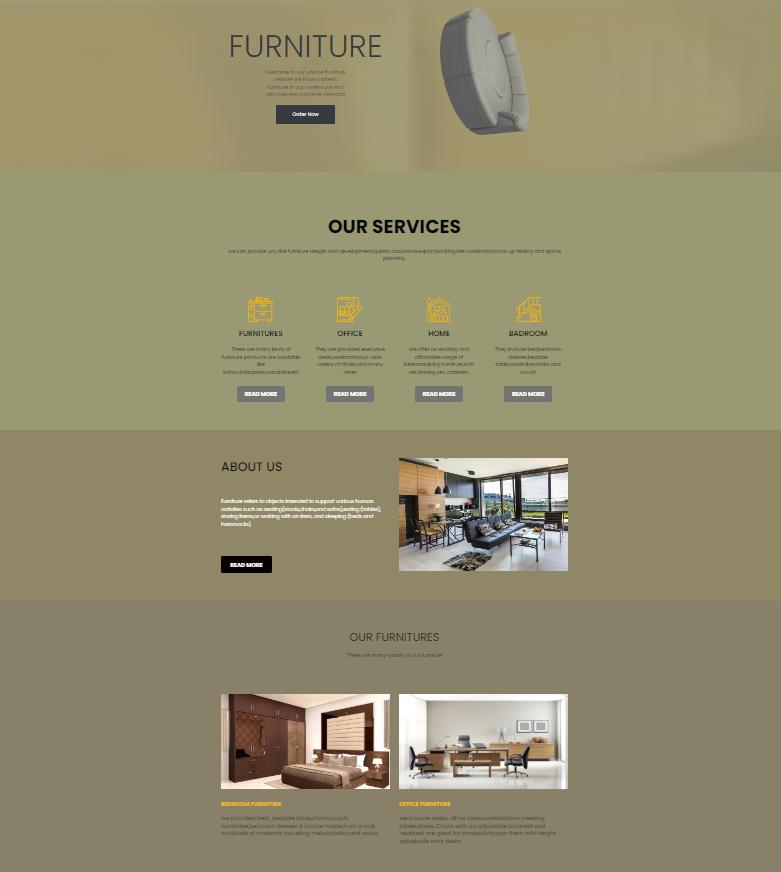 FURNITURE
Welcome to our unique fruniture
website we have asthetic
furniture in our warehouse and
also prepare customer demand.
Order Now
OUR SERVICES
we can provide you the furniture desgin and development,quality assurance,export packing,site cordinator,mock up testing and space
planning
FURNITURES
OFFICE
HOME
BADROOM
There are many kinds of
furniture products are available
like
sofas,chairs,beds,wardrobe,etc
They are provided executive
desks,workstations,a wide
variety of chairs,and many
other
We offer an exciting and
affordable range of
bedroom,living furniture,sofa
set,dinning set, cabinets.
They include bed,bedroom
dresser,bedside
table,wardrobe,chairs and
couch
READ MORE
READ MORE
READ MORE
READ MORE
ABOUT US
Furniture refers to objects intended to support various human
activities such as seating(stools,chairs,and sofas),eating (tables),
storing items,or working with an item, and sleeping (beds and
hammocks)
READ MORE
OUR FURNITURES
There are many variaty of our furniture
BEDROOM FURNITURE
we provided bed , bedside table,chairs,couch,
wardrobe,bedroom dresser it can be made from a vast
multitude of materials including metal,plastic,and wood.
OFFICE FURNITURE
we provide desks, office chairs,workstations meeting
tables,states. Chairs with an adjustable backrest and
headrest are great for productivity.pair them with height
adjustable work desks